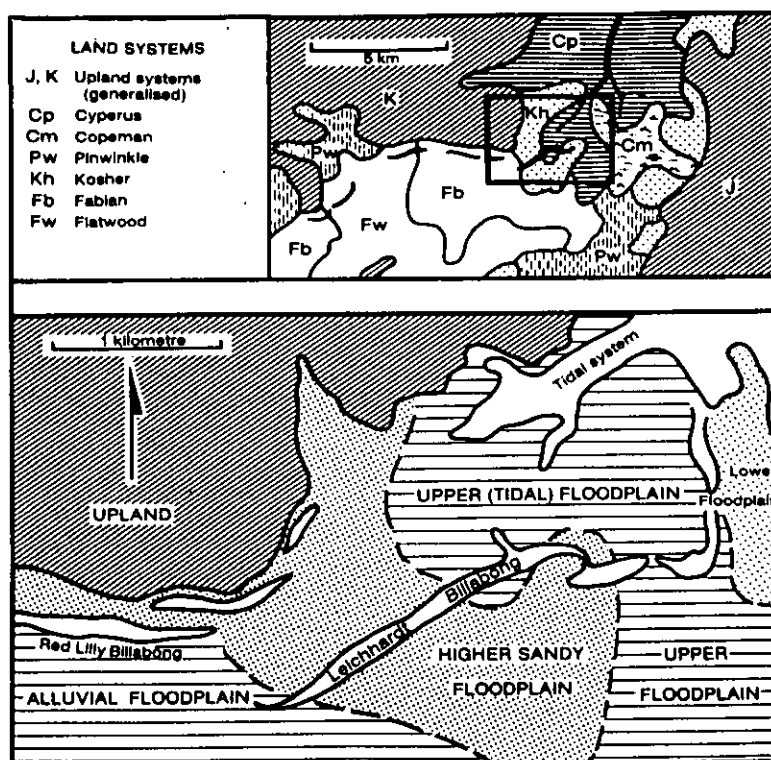 LAND SYSTEMS
J, K Upland systems
(generalised)
Cp Cyperus
Cm Copeman
Pw Pinwinkle
Kh Kosher
Fb Fabian
Fw Flatwood
5 km
Cp
K
Kh
Cm
Pw
J
Fb
Fw
Fb
Pw
1 kilometre
Tidal system
Lower
Floodplain
UPPER (TIDAL) FLOODPLAIN
UPLAND
Leichhardt Billabong
Red Lilly Billabong
HIGHER SANDY
FLOODPLAIN
UPPER
FLOODPLAIN
ALLUVIAL FLOODPLAIN